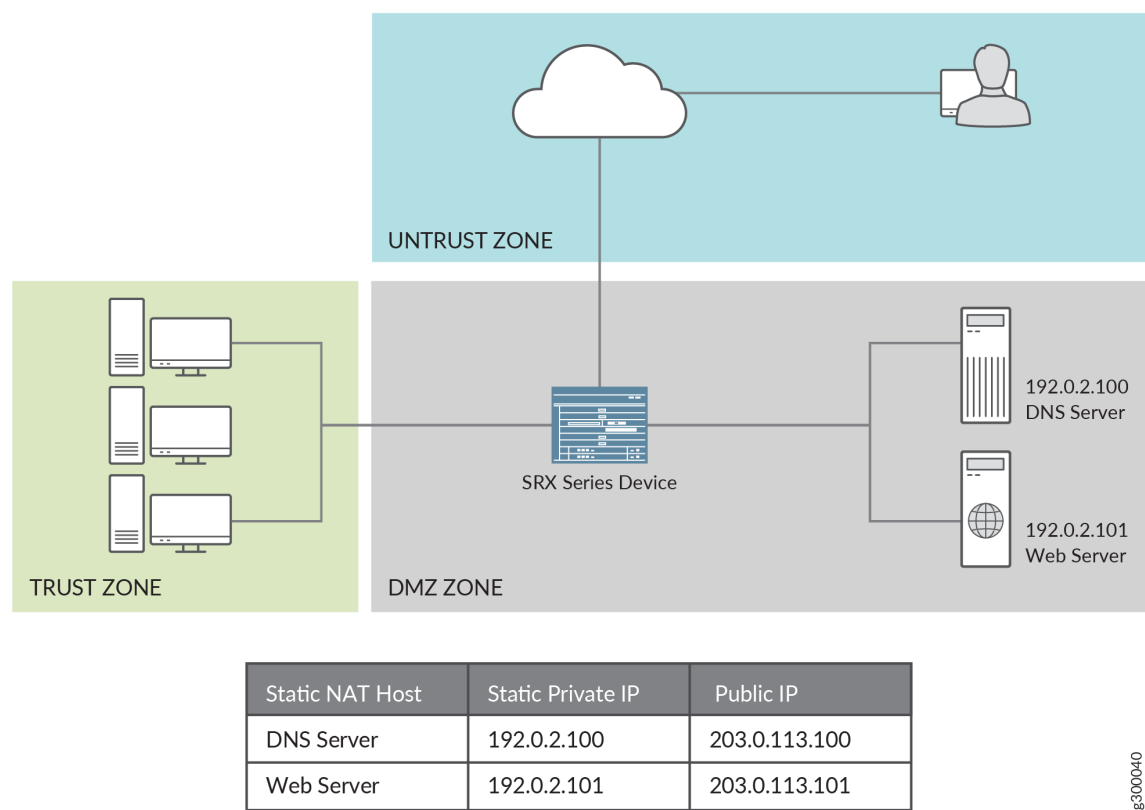 UNTRUST ZONE
192.0.2.100
DNS Server
SRX Series Device
192.0.2.101
Web Server
TRUST ZONE
DMZ ZONE
Static NAT Host Static Private IP Public IP
DNS Server 192.0.2.100 203.0.113.100
Web Server 192.0.2.101 203.0.113.101
g300040